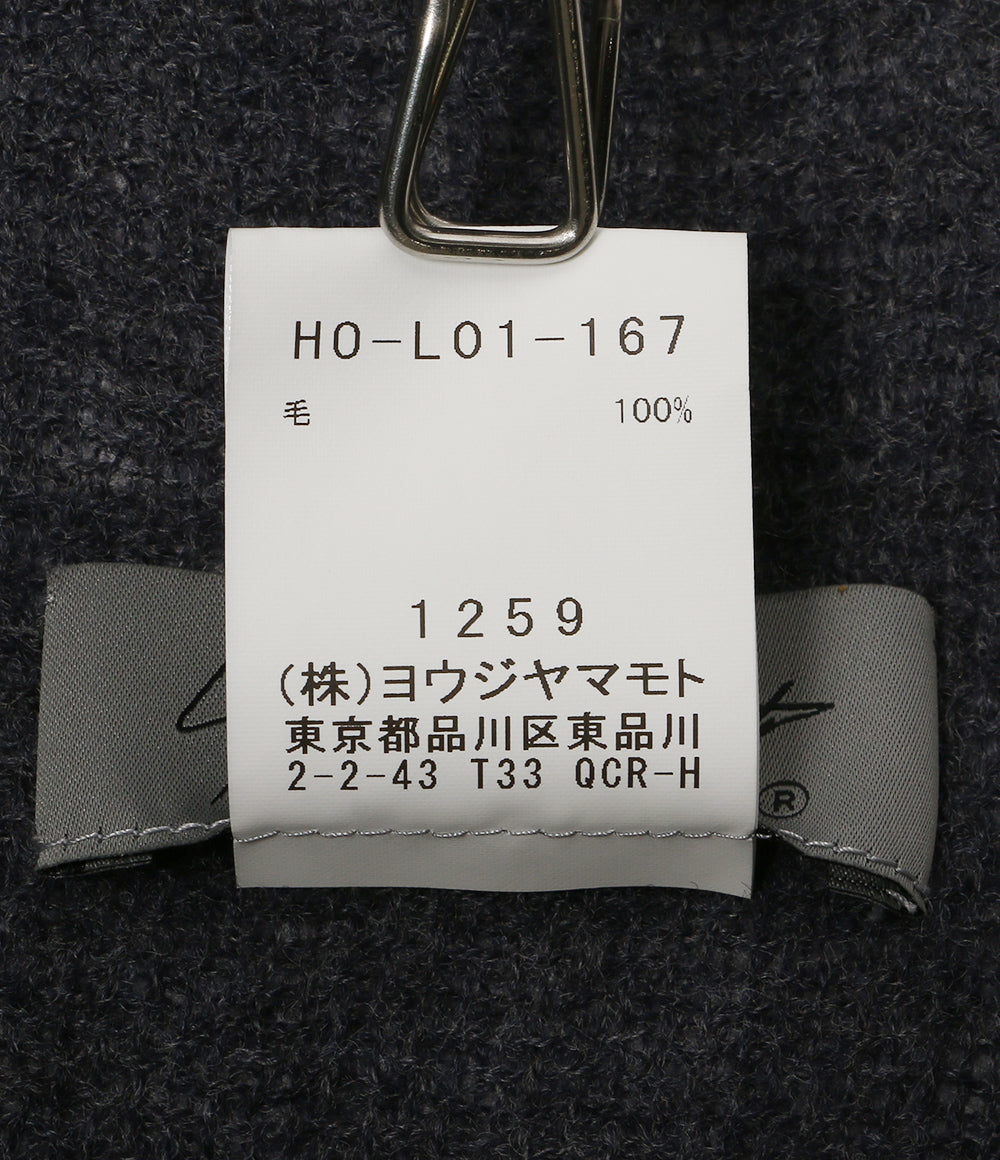 HO-L01-167
毛 100%
1259
(株)ヨウジヤマモト
東京都品川区東品川
2-2-43 T33 QCR-H
®